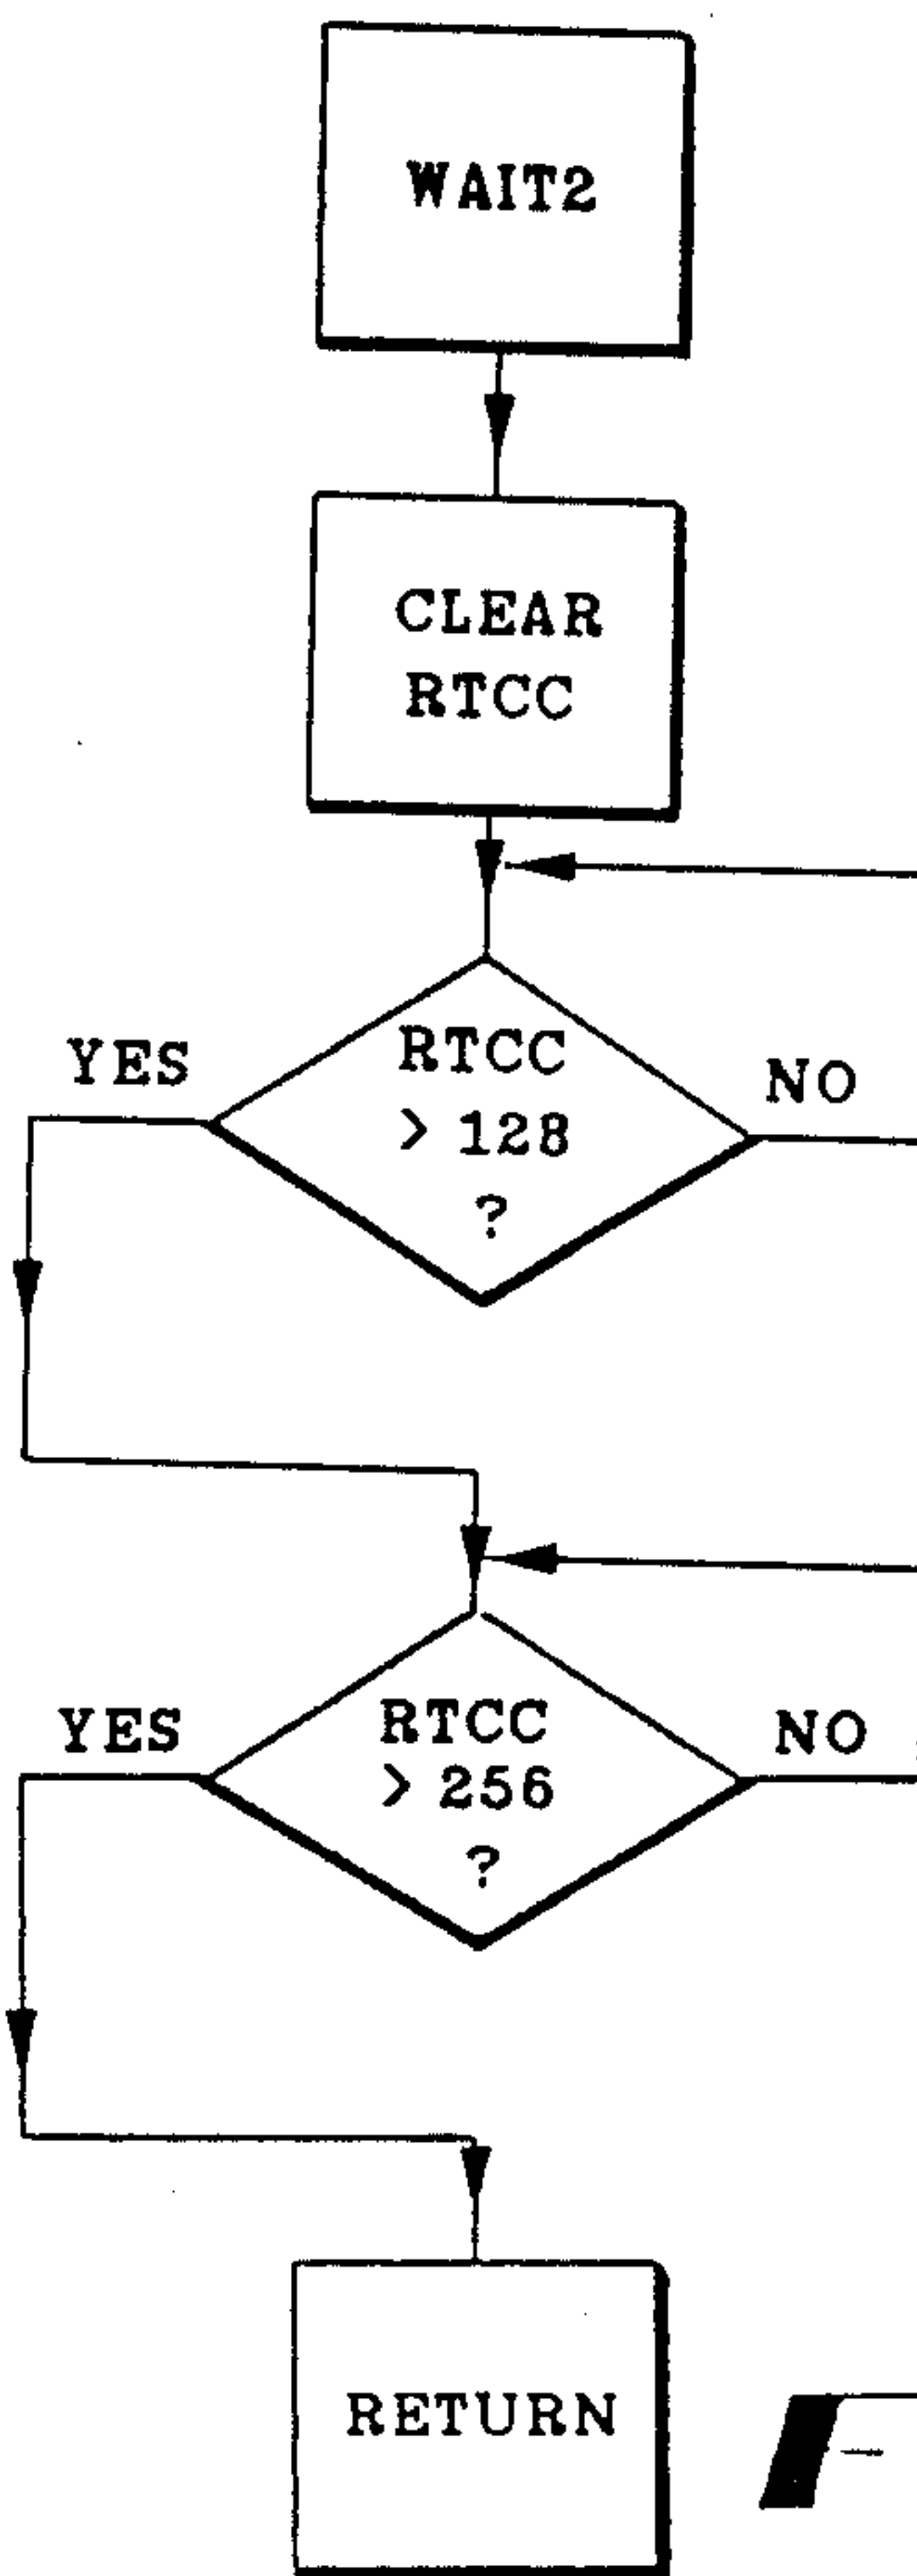 WAIT2
CLEAR
RTCC
YES
RTCC
> 128
?
NO
YES
RTCC
> 256
?
NO
RETURN